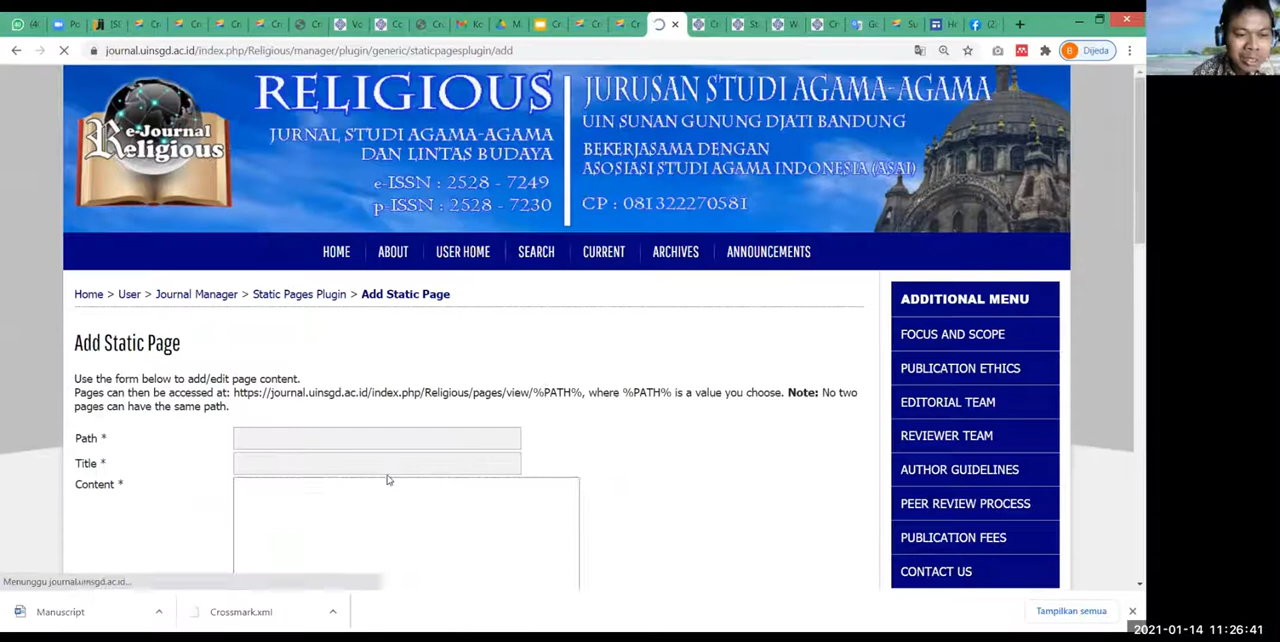 journal.uinsgd.ac.id/index.php/Religious/manager/plugin/generic/staticpagesplugin/add
Dijeda
e-Journal
Religious
RELIGIOUS
JURNAL STUDI AGAMA-AGAMA
DAN LINTAS BUDAYA
e-ISSN : 2528 - 7249
p-ISSN : 2528 - 7230
JURUSAN STUDI AGAMA-AGAMA
UIN SUNAN GUNUNG DJATI BANDUNG
BEKERJASAMA DENGAN
ASOSIASI STUDI AGAMA INDONESIA (ASAI)
CP : 081322270581
HOME ABOUT USER HOME SEARCH CURRENT ARCHIVES ANNOUNCEMENTS
Home > User > Journal Manager > Static Pages Plugin > Add Static Page
Add Static Page
Use the form below to add/edit page content.
Pages can then be accessed at: https://journal.uinsgd.ac.id/index.php/Religious/pages/view/%PATH%, where %PATH% is a value you choose. Note: No two
pages can have the same path.
Path *
Title *
Content *
ADDITIONAL MENU
FOCUS AND SCOPE
PUBLICATION ETHICS
EDITORIAL TEAM
REVIEWER TEAM
AUTHOR GUIDELINES
PEER REVIEW PROCESS
PUBLICATION FEES
CONTACT US
Menunggu journal.uinsgd.ac.id...
Manuscript
Crossmark.xml
Tampilkan semua
2021-01-14 11:26:41